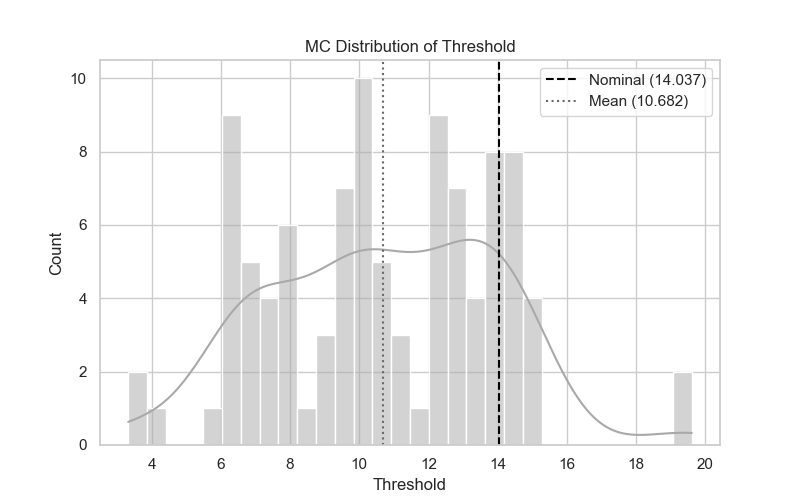 MC Distribution of Threshold
Nominal (14.037)
Mean (10.682)
10
8
6
4
2
0
Count
4 6 8 10 12 14 16 18 20
Threshold